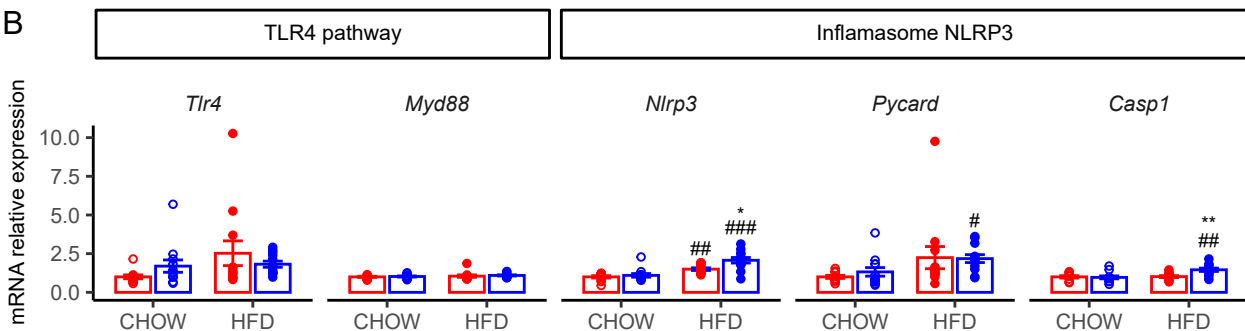 B
TLR4 pathway Inflamasome NLRP3
Tlr4 Myd88 Nlrp3 Pycard Casp1
mRNA relative expression
10.0
7.5
5.0
2.5
0.0
* 
## ### # ** ##
CHOW HFD CHOW HFD CHOW HFD CHOW HFD CHOW HFD